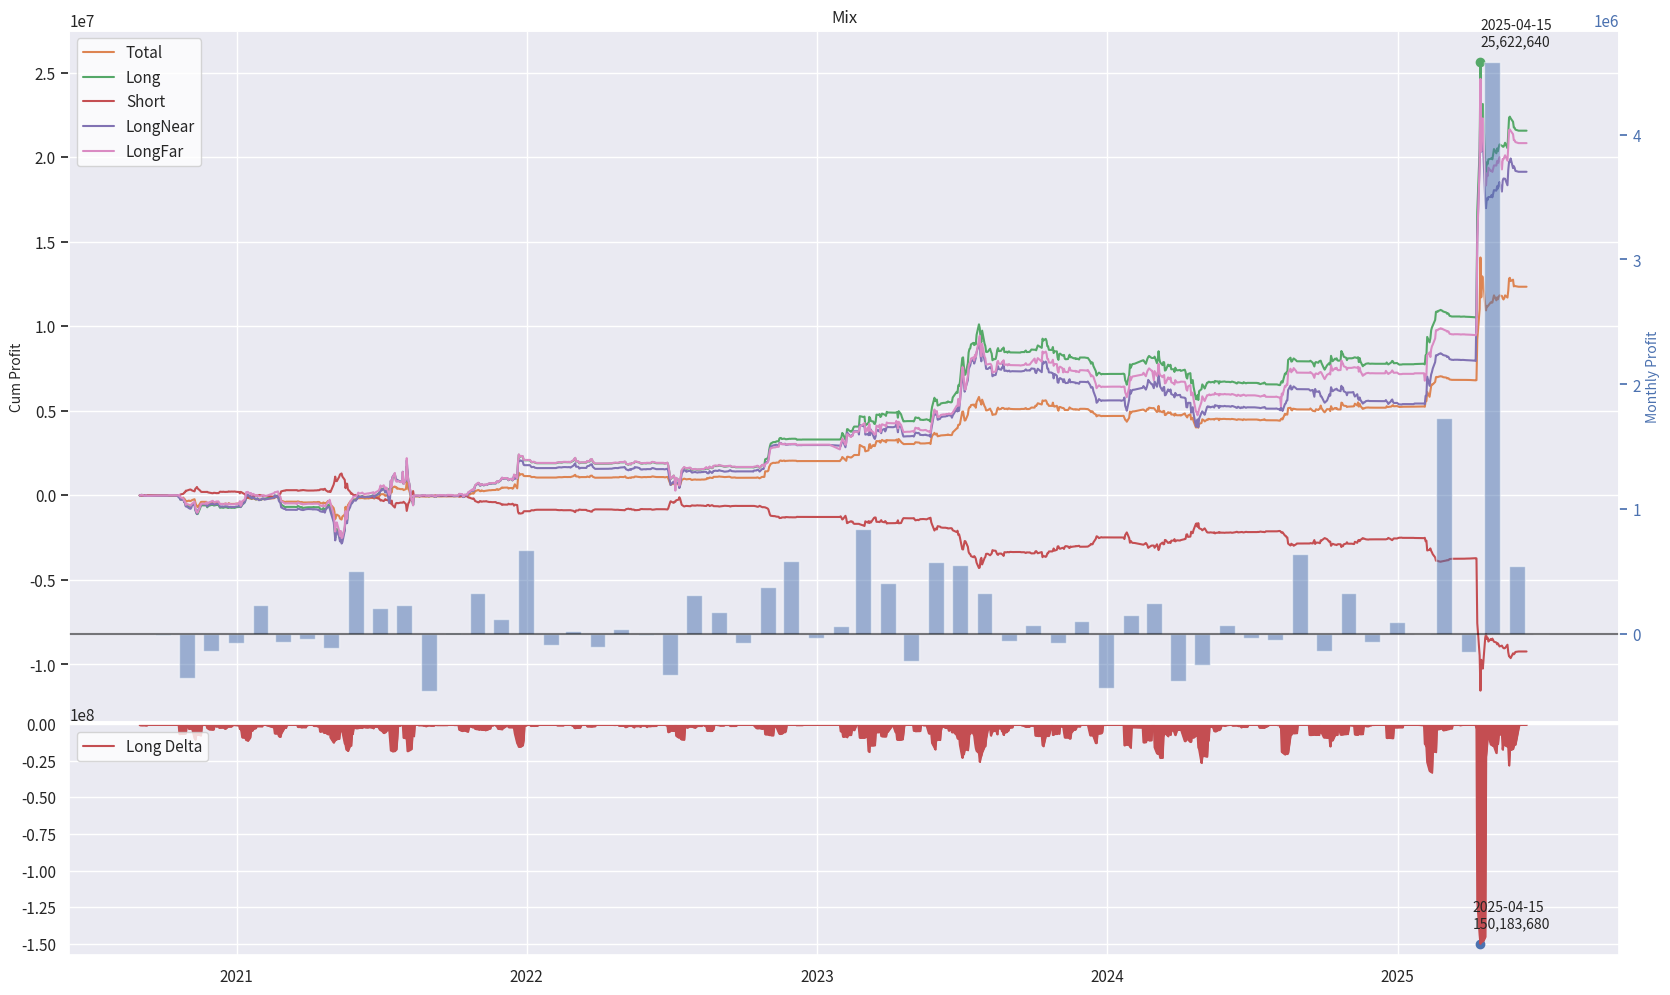 Mix
1e7
1e6
2025-04-15
25,622,640
Total
Long
Short
LongNear
LongFar
2.5
2.0
1.5
1.0
0.5
0.0
-0.5
-1.0
Cum Profit
4
3
2
1
0
Monthly Profit
1e8
Long Delta
0.00
-0.25
-0.50
-0.75
-1.00
-1.25
-1.50
2025-04-15
150,183,680
2021
2022
2023
2024
2025